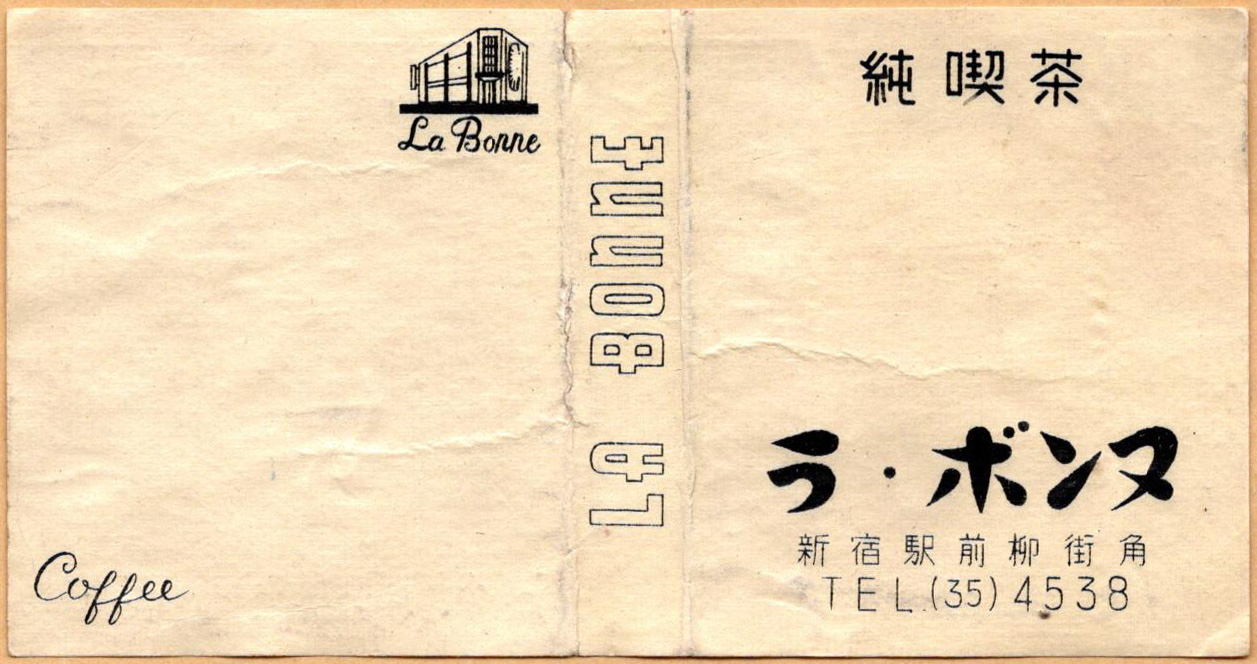 La Bonne
Coffee
La Bonne
純喫茶
ラ・ボンヌ
新宿駅前柳街角
TEL.(35)4538